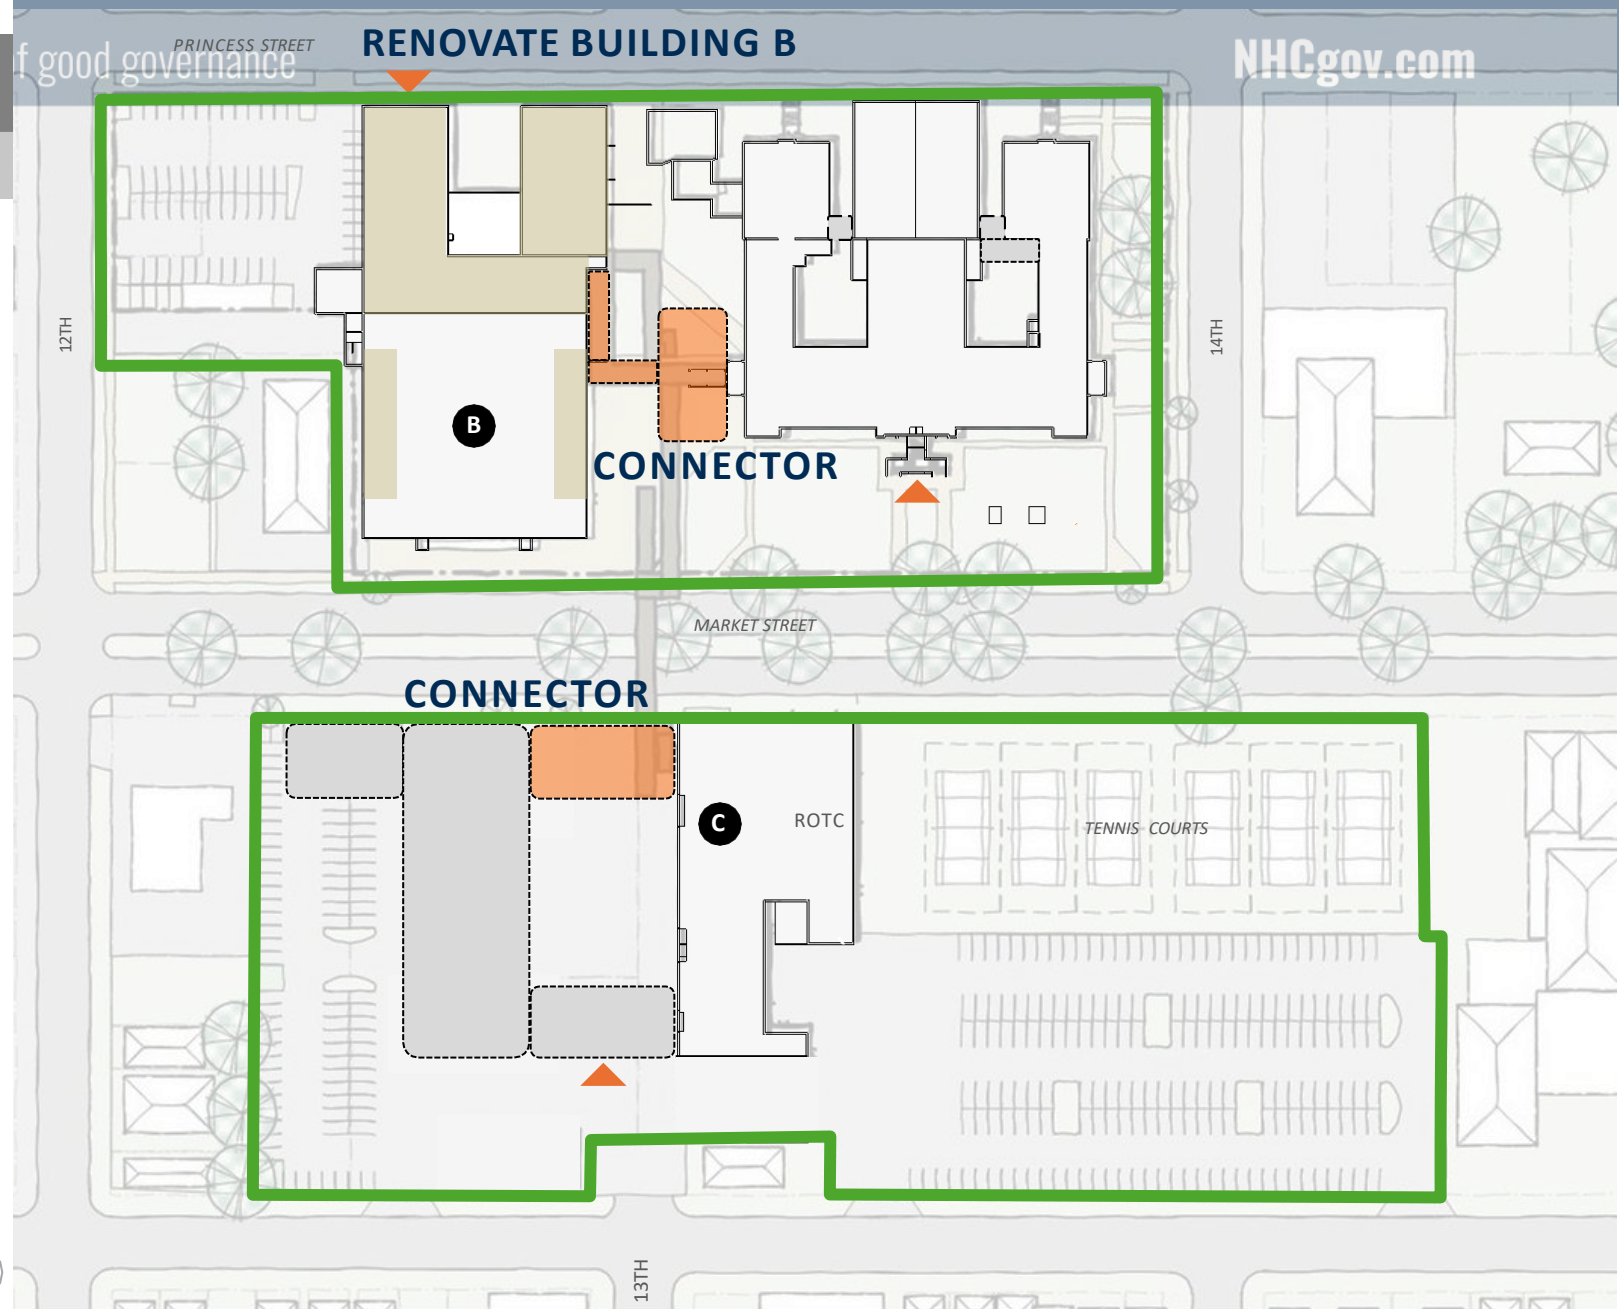 PRINCESS STREET
RENOVATE BUILDING B
f good governance
NHCgov.com
12TH
14TH
B
CONNECTOR
MARKET STREET
CONNECTOR
C
ROTC
TENNIS COURTS
13TH